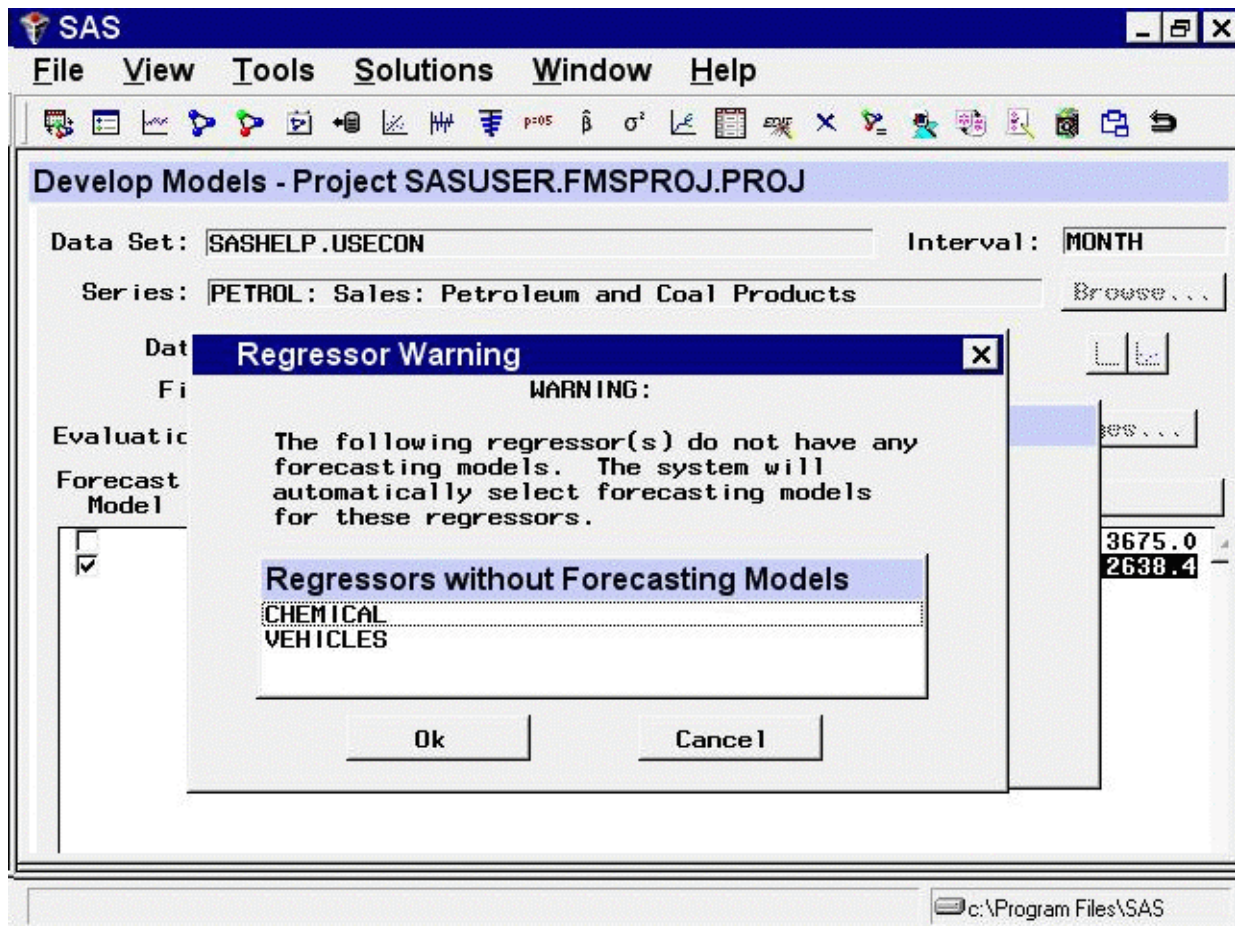 SAS
File View Tools Solutions Window Help
Develop Models - Project SASUSER.FMSPROJ.PROJ
Data Set: SASHELP.USECON Interval: MONTH
Series: PETROL: Sales: Petroleum and Coal Products Browse...
Dat
Regressor Warning
Fi
WARNING:
Evaluatio
The following regressor(s) do not have any
forecasting models. The system will
automatically select forecasting models
for these regressors.
Forecast
Model
3675.0
2638.4
Regressors without Forecasting Models
CHEMICAL
VEHICLES
Ok Cancel
c:\Program Files\SAS